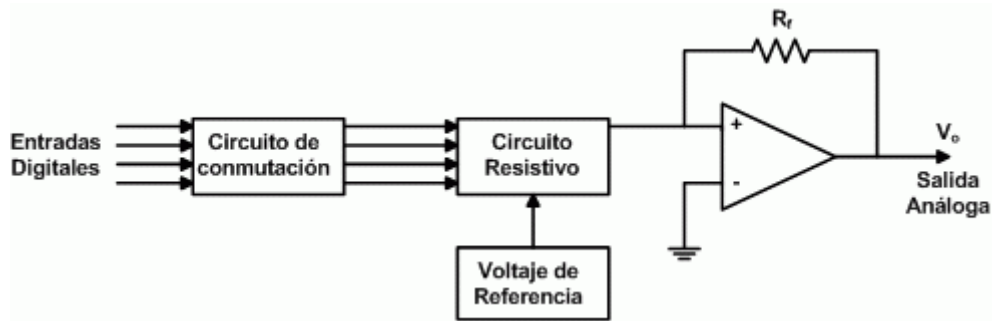 Entradas
Digitales
Circuito de
conmutación
Circuito
Resistivo
Voltaje de
Referencia
Rf
+
-
Vo
Salida
Análoga